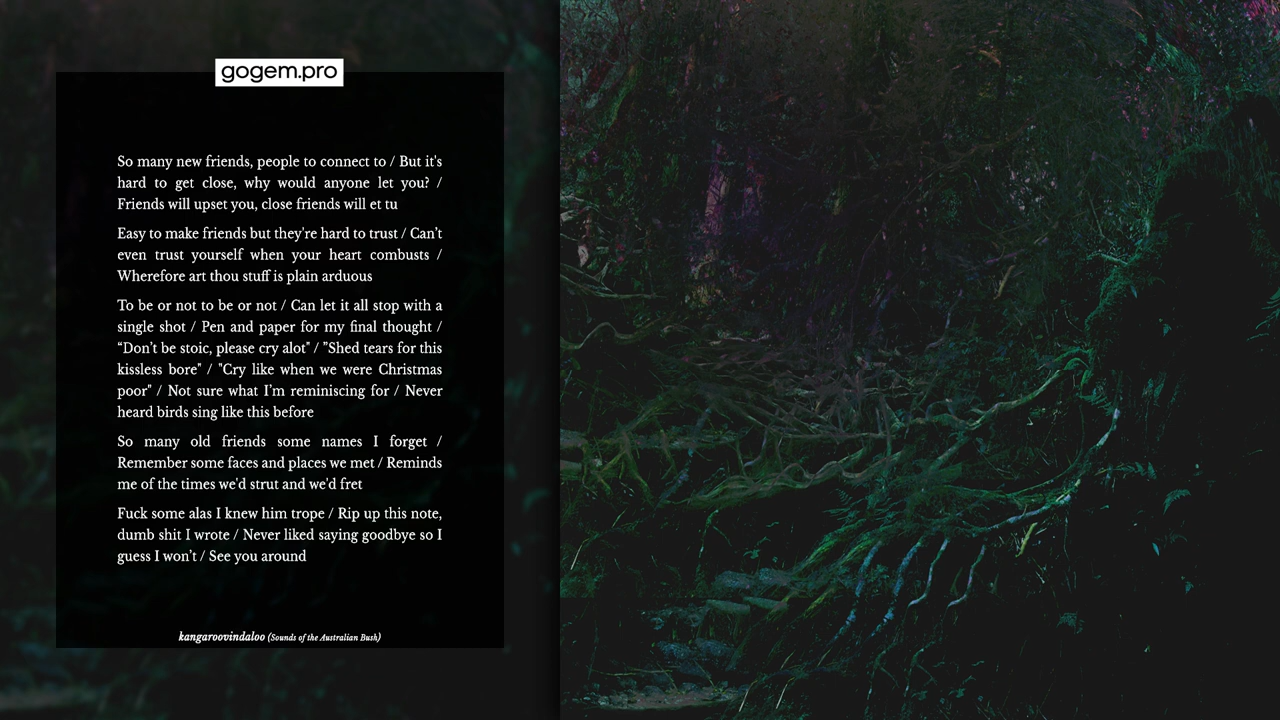 gogem.pro
So many new friends, people to connect to / But it's
hard to get close, why would anyone let you? /
Friends will upset you, close friends will et tu
Easy to make friends but they're hard to trust / Can't
even trust yourself when your heart combusts /
Wherefore art thou stuff is plain arduous
To be or not to be or not / Can let it all stop with a
single shot / Pen and paper for my final thought /
“Don't be stoic, please cry alot" / "Shed tears for this
kissless bore" / "Cry like when we were Christmas
poor" / Not sure what I'm reminiscing for / Never
heard birds sing like this before
So many old friends some names I forget /
Remember some faces and places we met / Reminds
me of the times we'd strut and we'd fret
Fuck some alas I knew him trope / Rip up this note,
dumb shit I wrote / Never liked saying goodbye so I
guess I won't / See you around
kangaroovindaloo (Sounds of the Australian Bush)